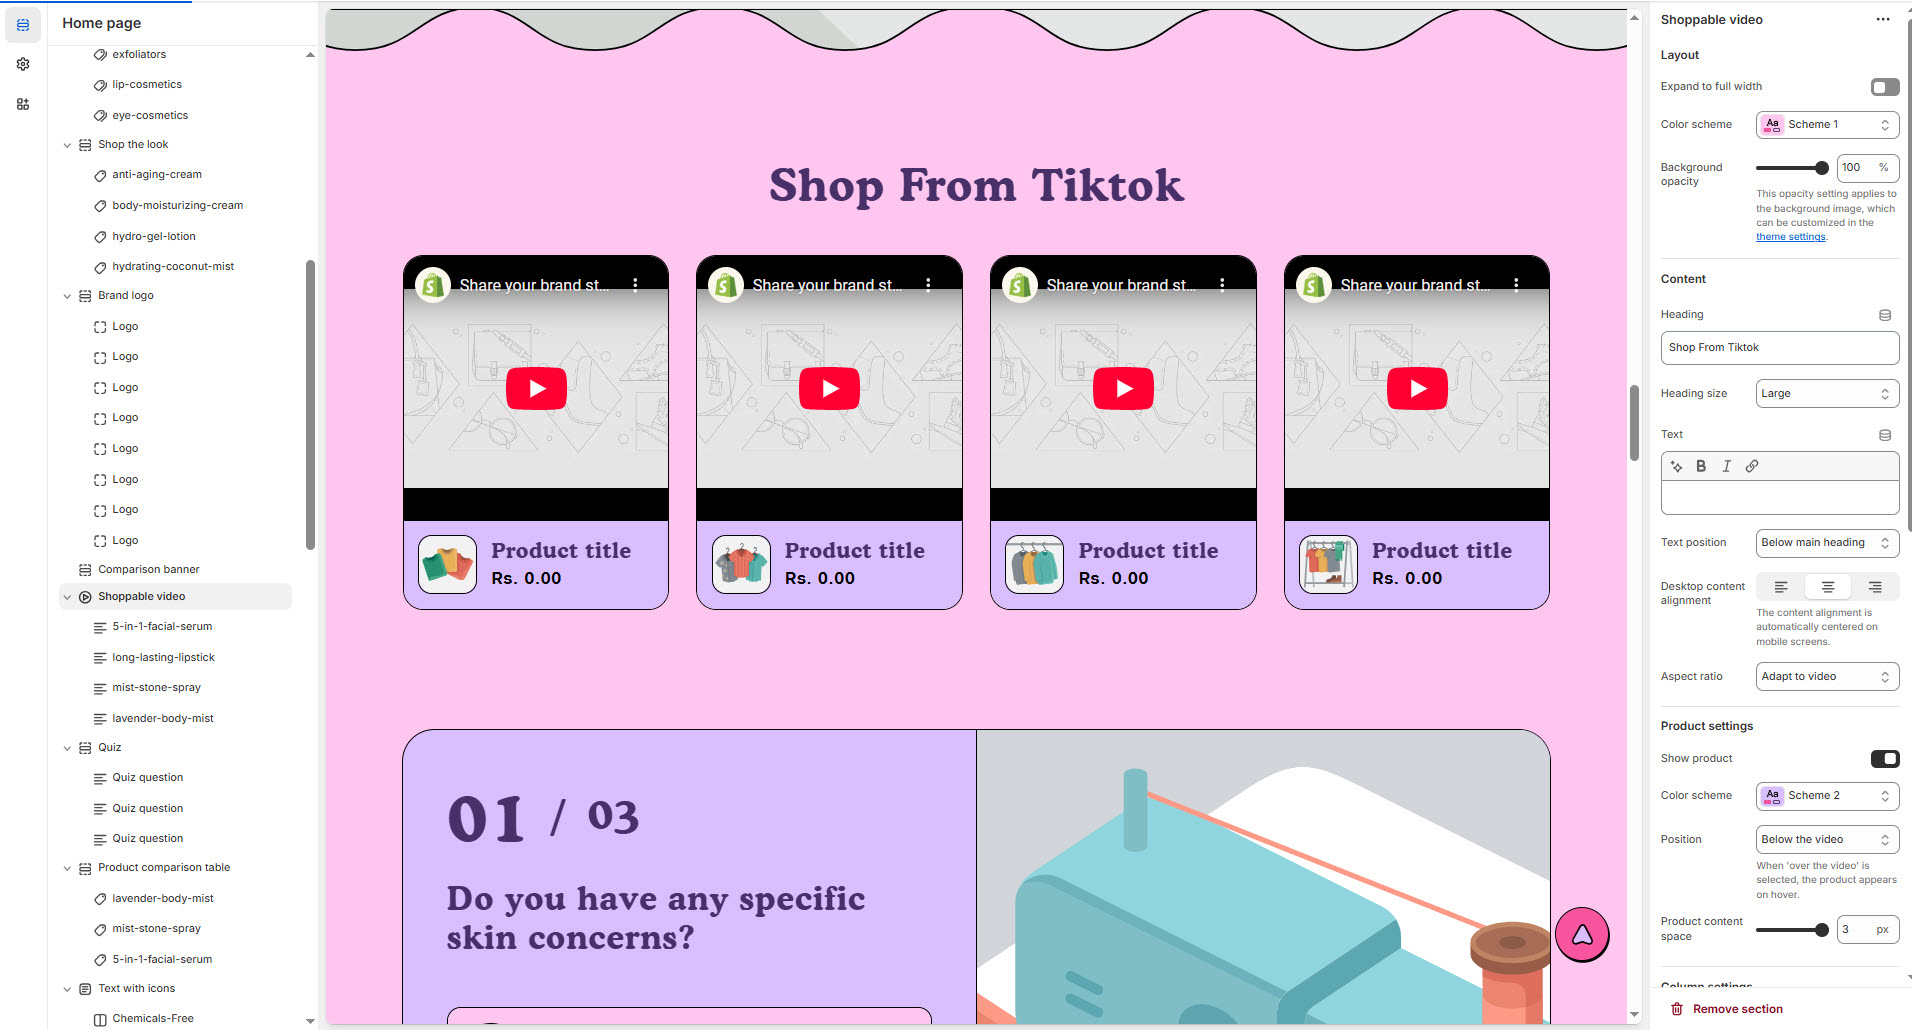 Home page
exfoliators
lip-cosmetics
eye-cosmetics
Shop the look
anti-aging-cream
body-moisturizing-cream
hydro-gel-lotion
hydrating-coconut-mist
Brand logo
Logo
Logo
Logo
Logo
Logo
Logo
Logo
Logo
Comparison banner
Shoppable video
5-in-1-facial-serum
long-lasting-lipstick
mist-stone-spray
lavender-body-mist
Quiz
Quiz question
Quiz question
Quiz question
Product comparison table
lavender-body-mist
mist-stone-spray
5-in-1-facial-serum
Text with icons
Chemicals-Free
Shop From Tiktok
Share your brand st...
Share your brand st...
Share your brand st...
Share your brand st...
Product title
Rs. 0.00
Product title
Rs. 0.00
Product title
Rs. 0.00
Product title
Rs. 0.00
01 / 03
Do you have any specific
skin concerns?
Shoppable video
Layout
Expand to full width
Color scheme
Aa Scheme 1
Background
opacity
100 %
This opacity setting applies to
the background image, which
can be customized in the
theme settings.
Content
Heading
Shop From Tiktok
Heading size
Large
Text
B I
Text position
Below main heading
Desktop content
alignment
The content alignment is
automatically centered on
mobile screens.
Aspect ratio
Adapt to video
Product settings
Show product
Color scheme
Aa Scheme 2
Position
Below the video
When 'over the video' is
selected, the product appears
on hover.
Product content
space
3 px
Column settings
Remove section